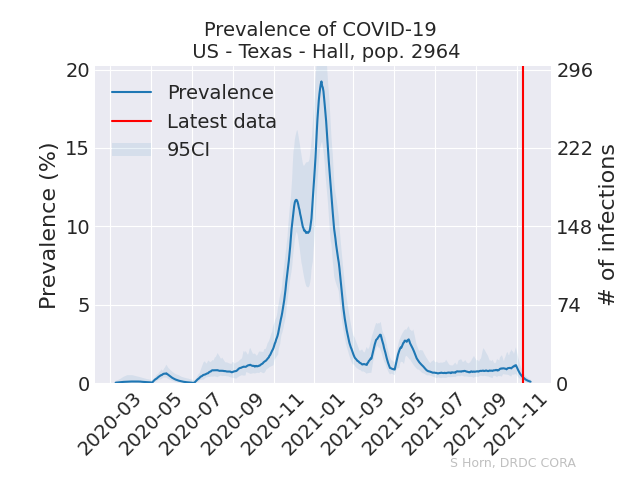 Prevalence of COVID-19
US - Texas - Hall, pop. 2964
Prevalence
Latest data
95CI
Prevalence (%)
20
15
10
5
0
296
222
148
74
0
# of infections
2020-03
2020-05
2020-07
2020-09
2020-11
2021-01
2021-03
2021-05
2021-07
2021-09
2021-11
S Horn, DRDC CORA